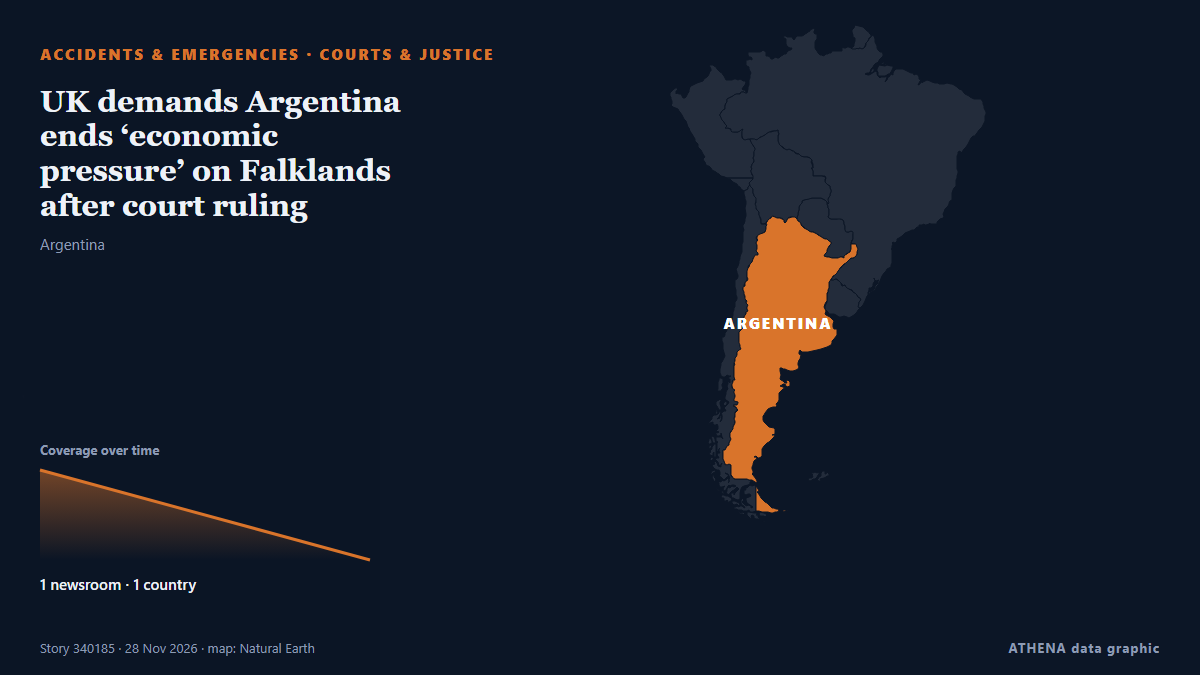 ACCIDENTS & EMERGENCIES · COURTS & JUSTICE
UK demands Argentina
ends ‘economic
pressure’ on Falklands
after court ruling
Argentina
ARGENTINA
Coverage over time
1 newsroom · 1 country
Story 340185 · 28 Nov 2026 · map: Natural Earth
ATHENA data graphic